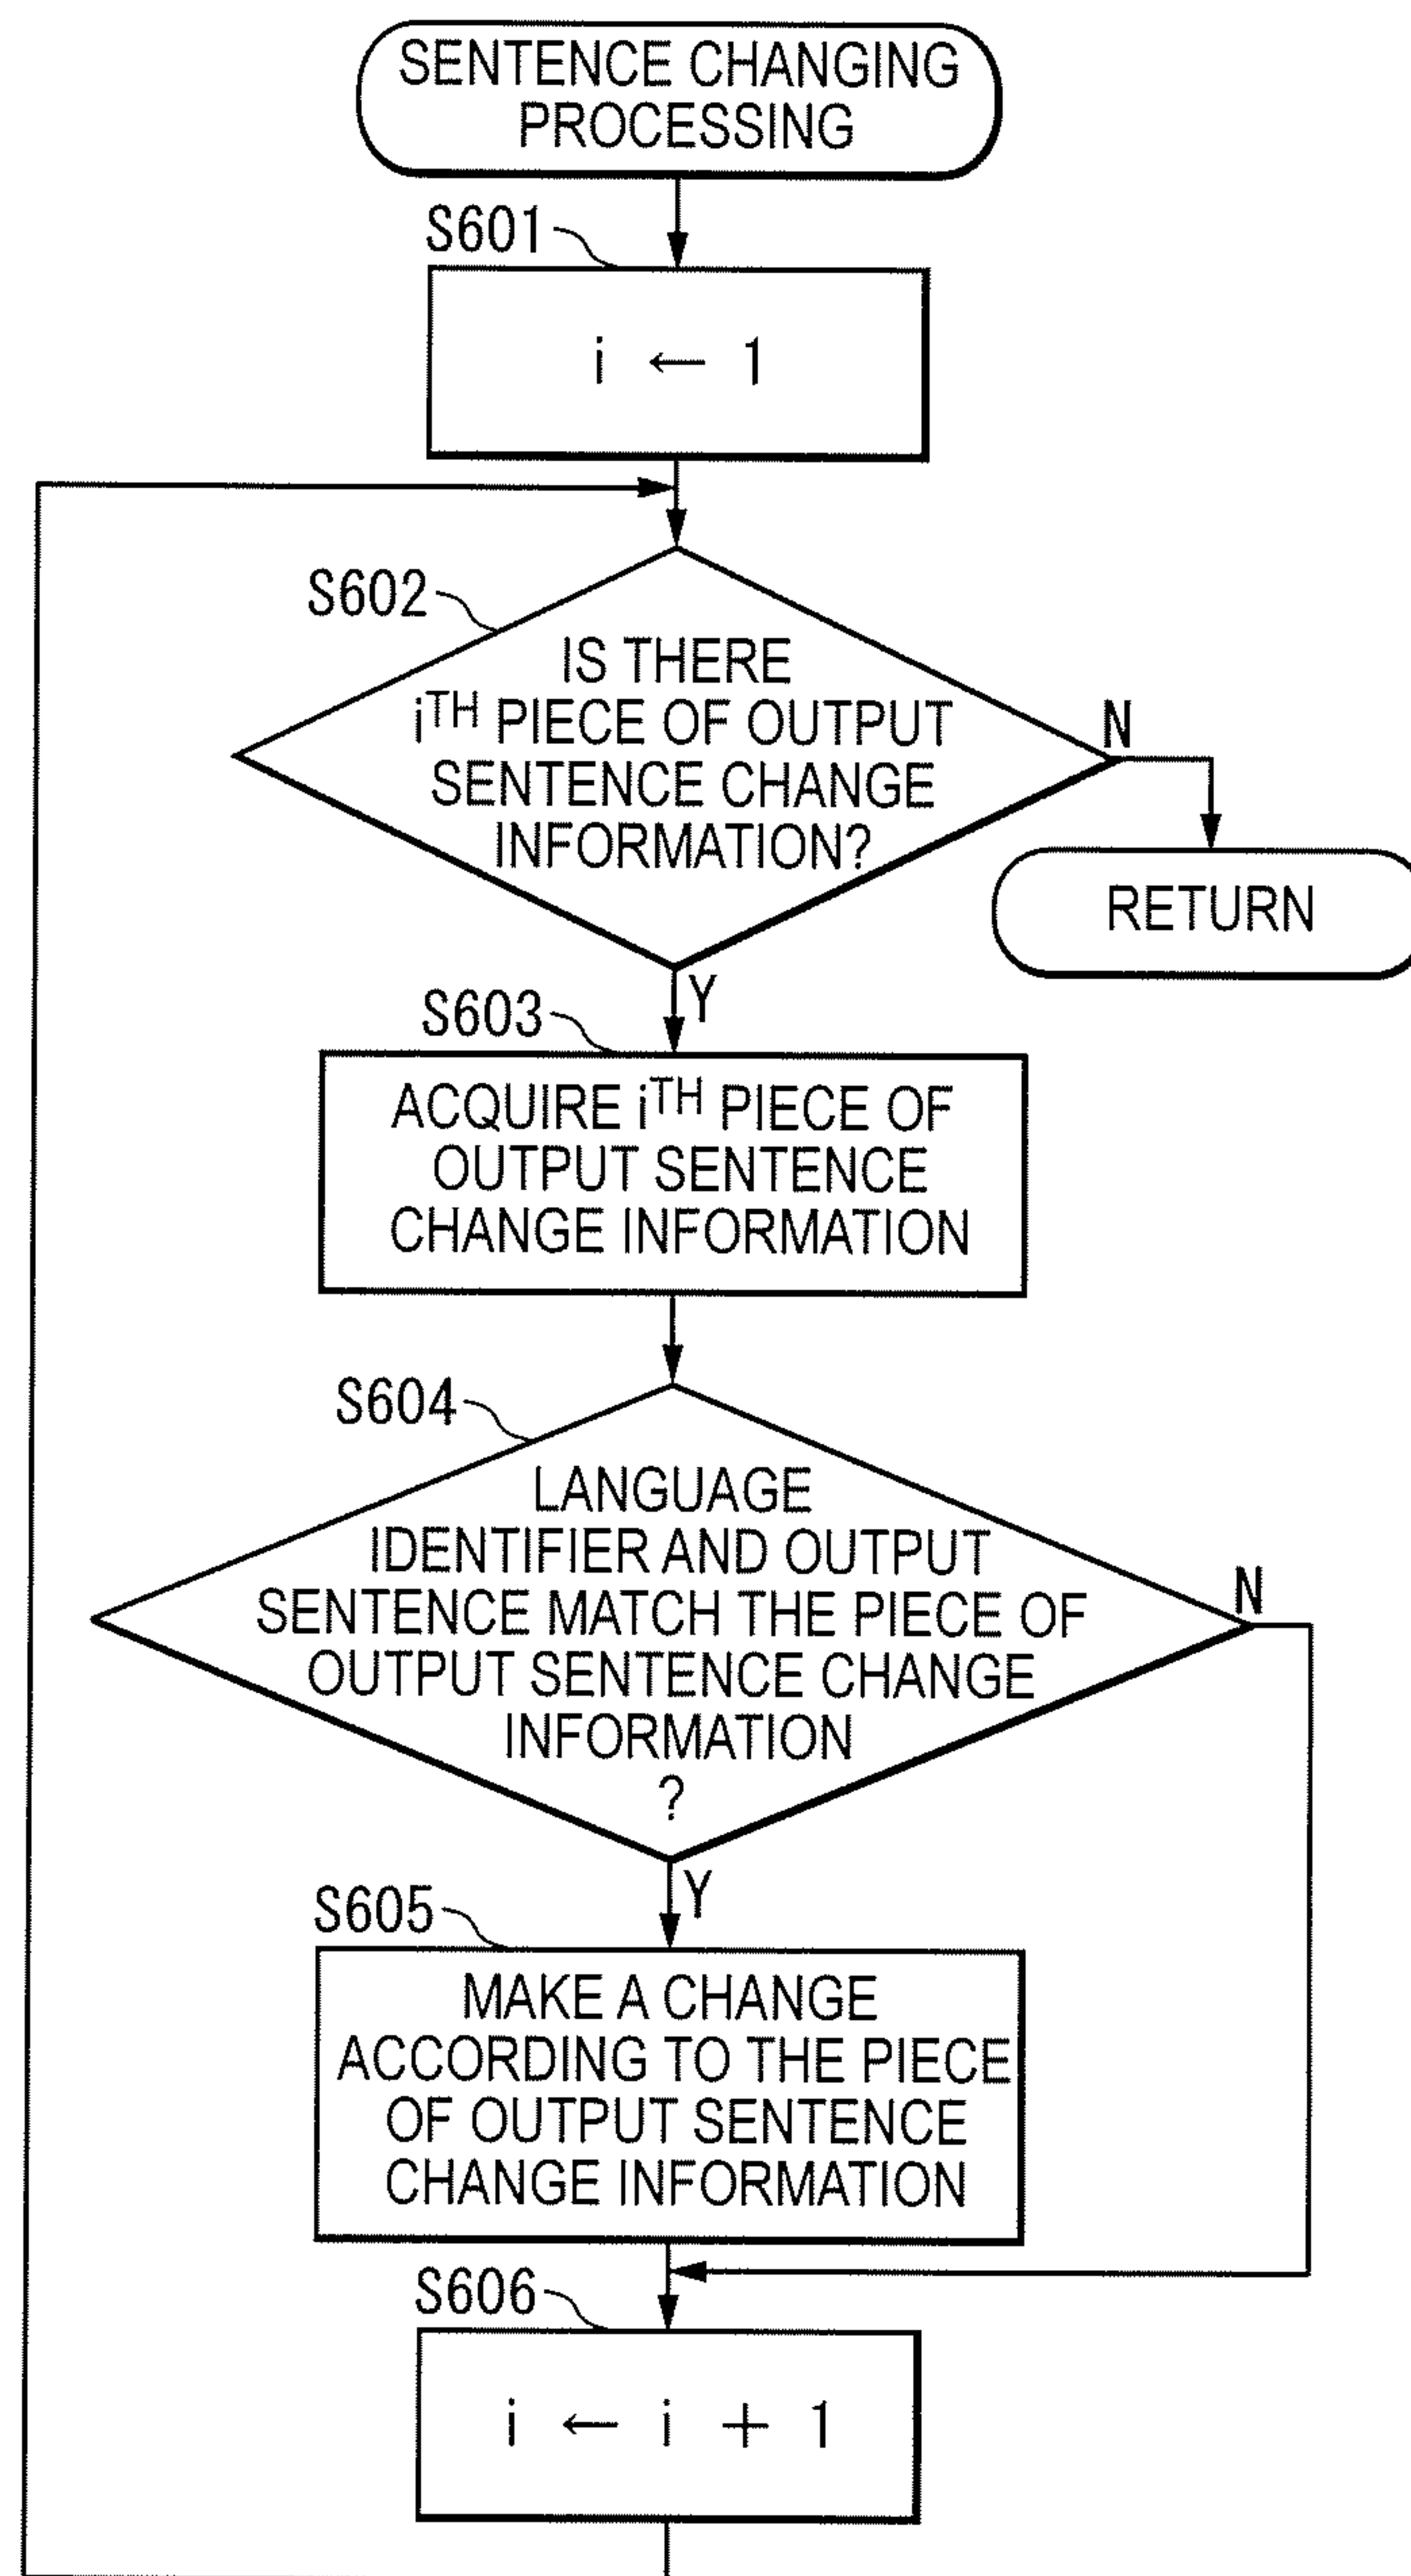 SENTENCE CHANGING
PROCESSING
S601
i ← 1
S602
IS THERE
iTH PIECE OF OUTPUT
SENTENCE CHANGE
INFORMATION?
N
RETURN
Y
S603
ACQUIRE iTH PIECE OF
OUTPUT SENTENCE
CHANGE INFORMATION
S604
LANGUAGE
IDENTIFIER AND OUTPUT
SENTENCE MATCH THE PIECE OF
OUTPUT SENTENCE CHANGE
INFORMATION
?
N
Y
S605
MAKE A CHANGE
ACCORDING TO THE PIECE
OF OUTPUT SENTENCE
CHANGE INFORMATION
S606
i ← i + 1